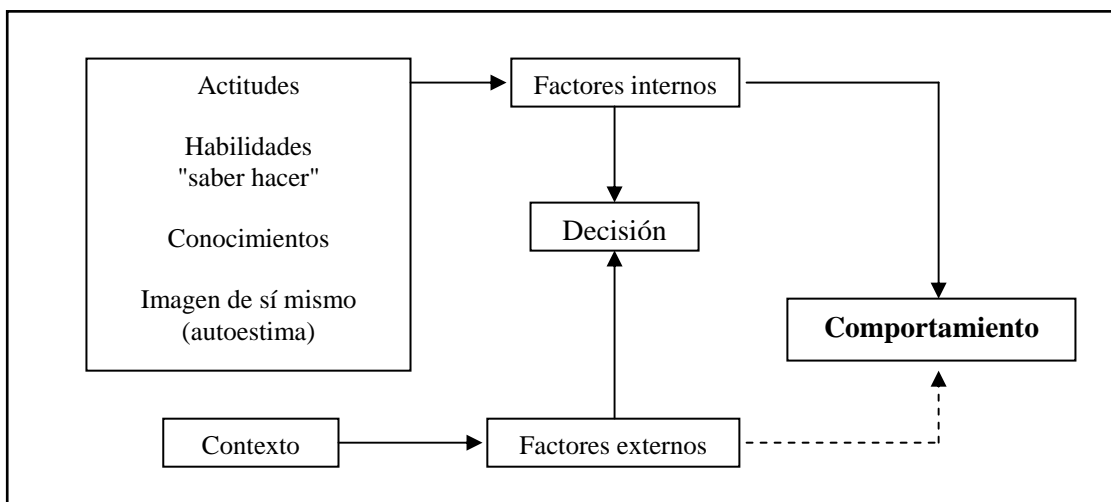 Actitudes
Habilidades
"saber hacer"
Conocimientos
Imagen de sí mismo
(autoestima)
Factores internos
Decisión
Comportamiento
Contexto
Factores externos